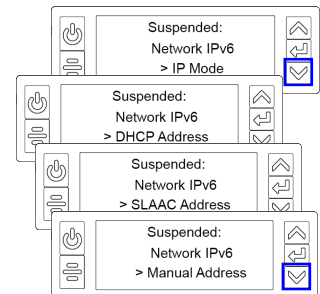 Suspended:
Network IPv6
> IP Mode
Suspended:
Network IPv6
> DHCP Address
Suspended:
Network IPv6
> SLAAC Address
Suspended:
Network IPv6
> Manual Address